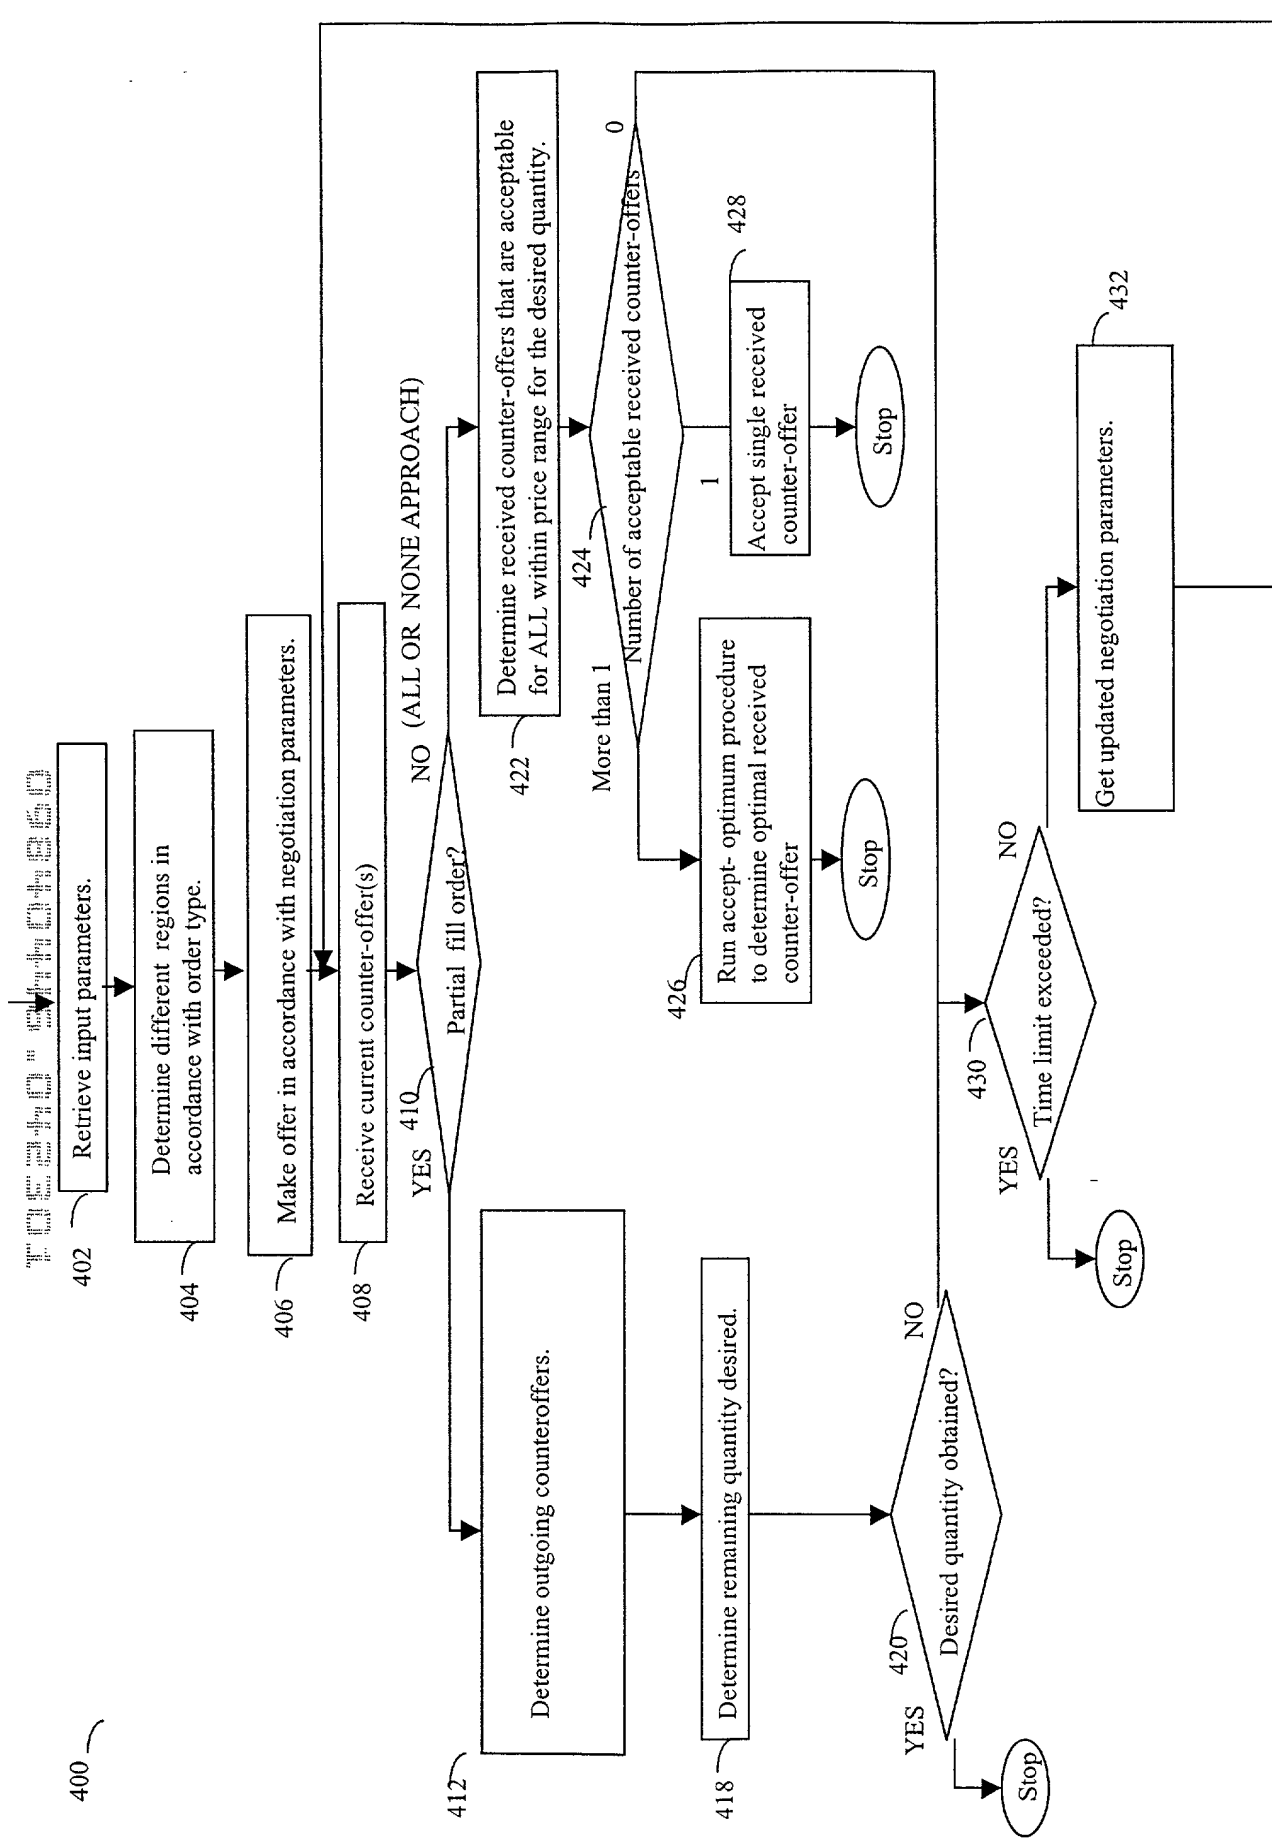 400
402
Retrieve input parameters.
404
Determine different regions in
accordance with order type.
406
Make offer in accordance with negotiation parameters.
408
Receive current counter-offer(s)
410
YES
Partial fill order?
NO (ALL OR NONE APPROACH)
412
Determine outgoing counteroffers.
422
Determine received counter-offers that are acceptable
for ALL within price range for the desired quantity.
424
More than 1
Number of acceptable received counter-offers
0
1
418
Determine remaining quantity desired.
426
Run accept- optimum procedure
to determine optimal received
counter-offer
428
Accept single received
counter-offer
Stop
Stop
420
YES
Desired quantity obtained?
NO
Stop
430
YES
Time limit exceeded?
NO
Stop
432
Get updated negotiation parameters.